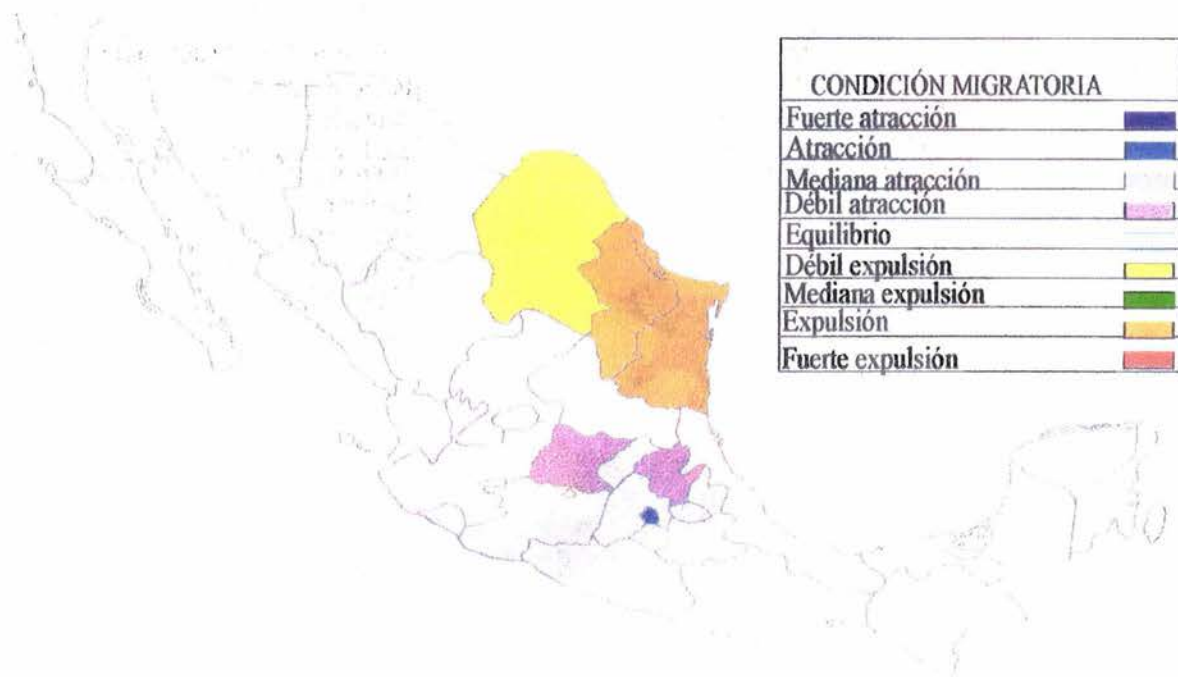 CONDICIÓN MIGRATORIA
Fuerte atracción
Atracción
Mediana atracción
Débil atracción
Equilibrio
Débil expulsión
Mediana expulsión
Expulsión
Fuerte expulsión